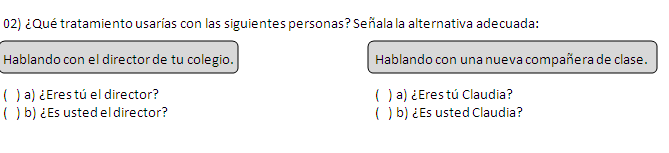 02) ¿Qué tratamiento usarías con las siguientes personas? Señala la alternativa adecuada:
Hablando con el director de tu colegio.
( ) a) ¿Eres tú el director?
( ) b) ¿Es usted el director?
Hablando con una nueva compañera de clase.
( ) a) ¿Eres tú Claudia?
( ) b) ¿Es usted Claudia?